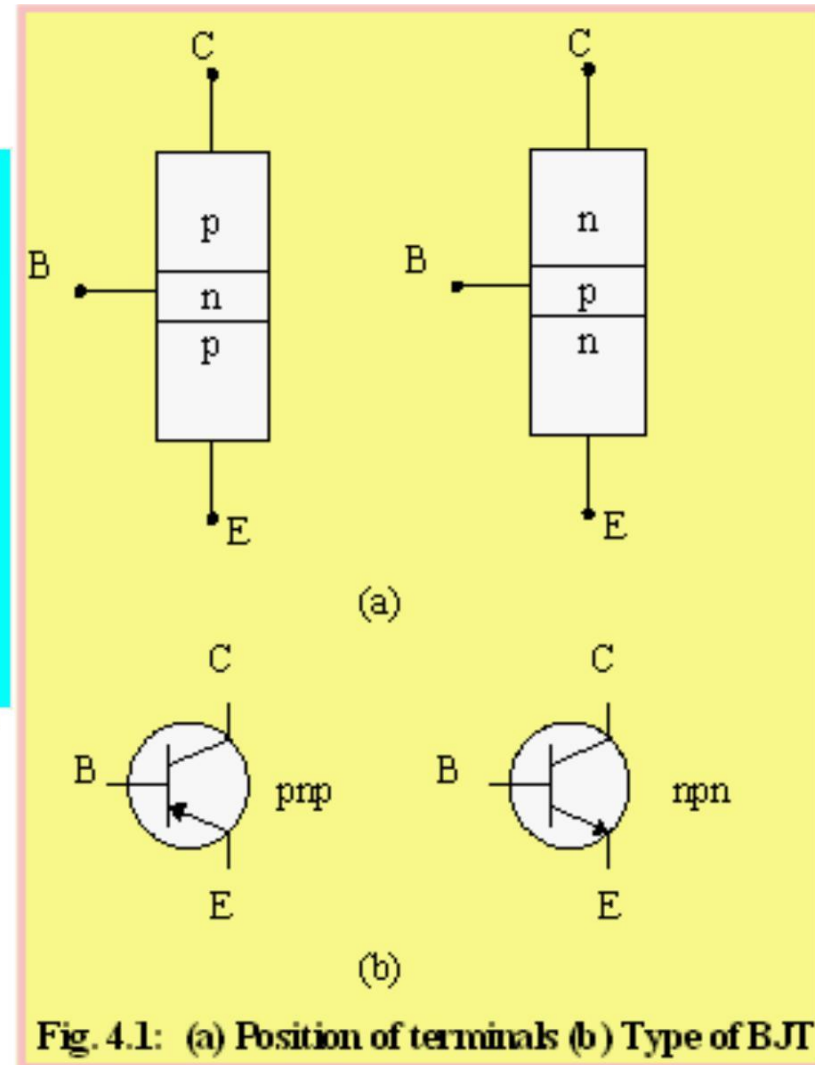 C C
p n
B B
n p
p n
E E
(a)
C C
B pnp B npn
E E
(b)
Fig. 4.1: (a) Position of terminals (b) Type of BJT